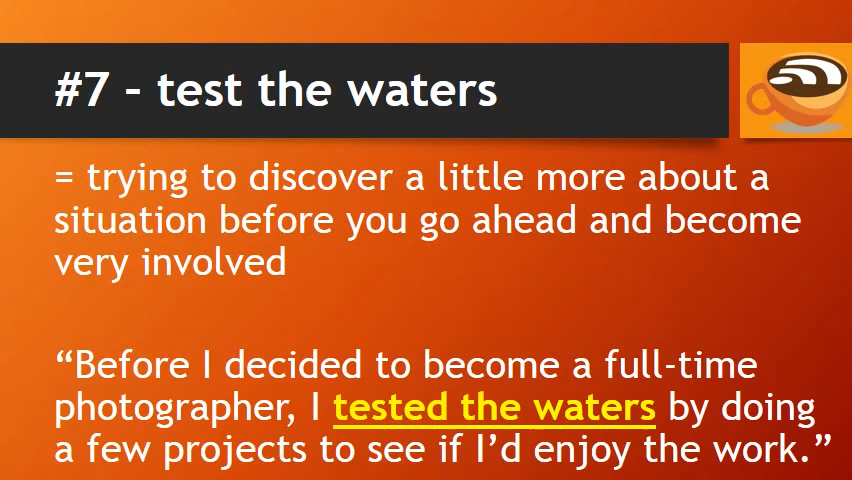 #7 – test the waters
= trying to discover a little more about a
situation before you go ahead and become
very involved
“Before I decided to become a full-time
photographer, I tested the waters by doing
a few projects to see if I’d enjoy the work.”